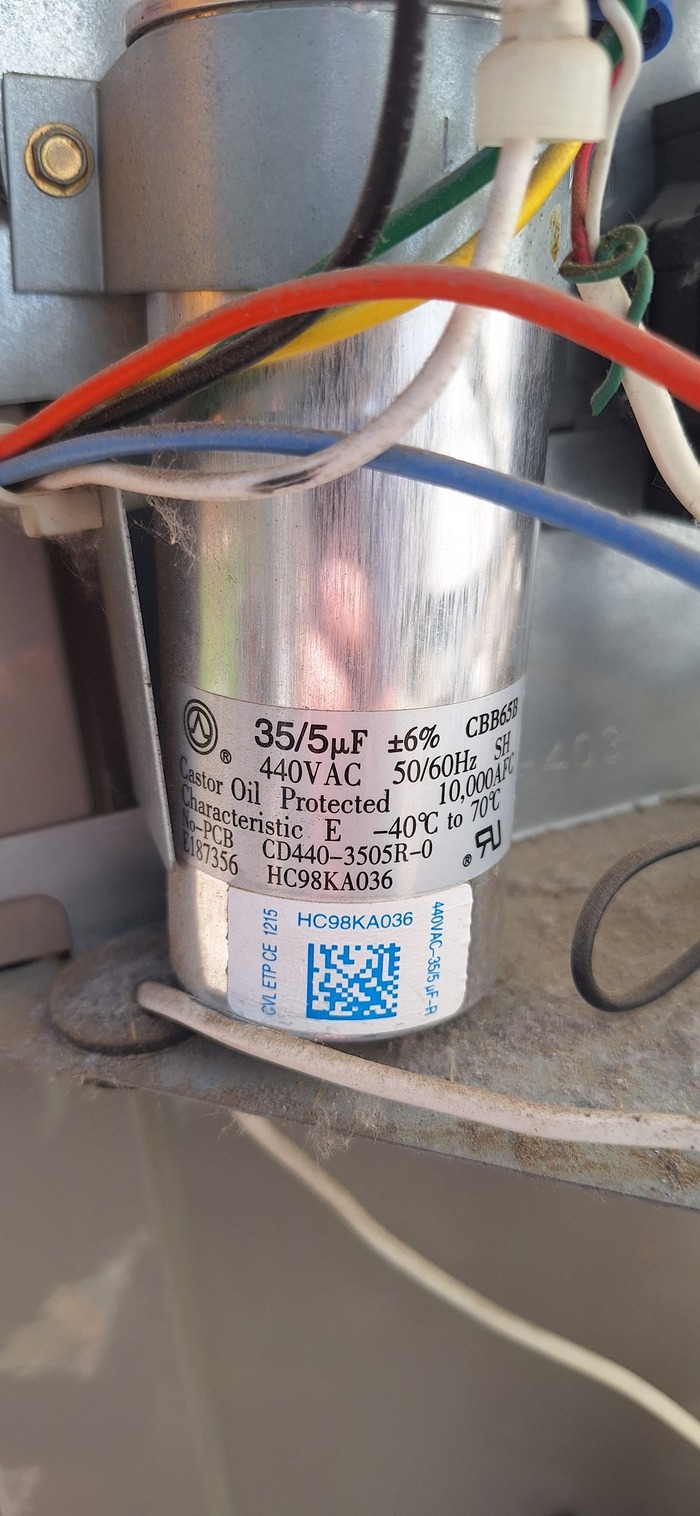 35/5µF ±6% CBB65B
440VAC 50/60Hz SH
Castor Oil Protected 10,000AFC
Characteristic E -40℃ to 70℃
No-PCB CD440-3505R-0
E187356 HC98KA036
®
®
HC98KA036
CVL ETP CE 1215
440VAC-35/5 µF -R